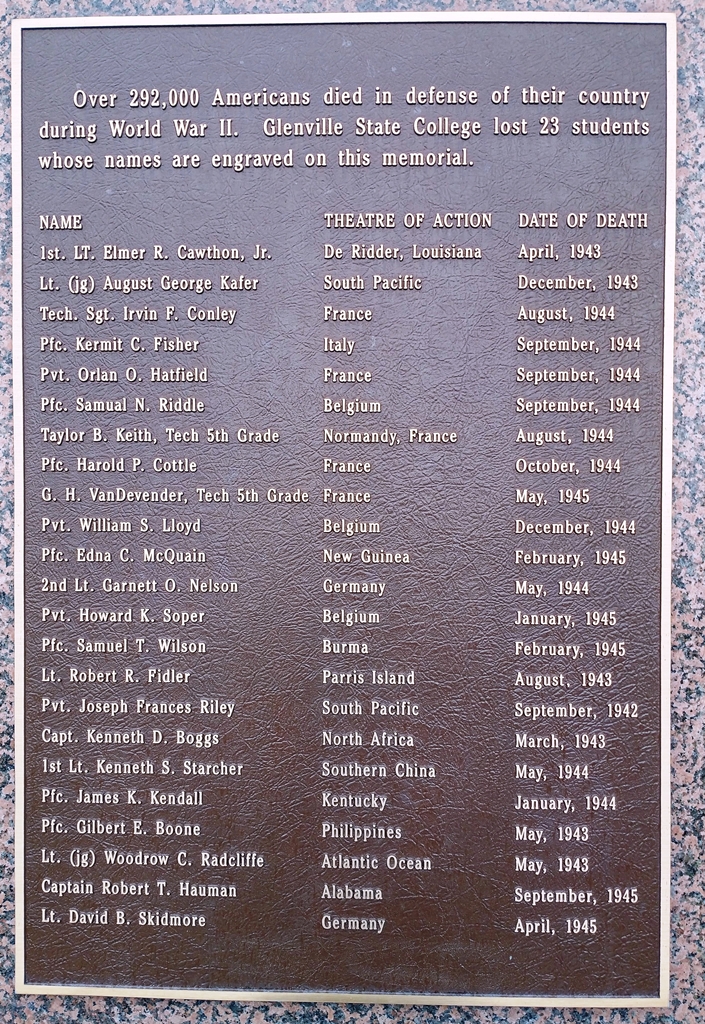 Over 292,000 Americans died in defense of their country
during World War II. Glenville State College lost 23 students
whose names are engraved on this memorial.
NAME THEATRE OF ACTION DATE OF DEATH
1st. LT. Elmer R. Cawthon, Jr. De Ridder, Louisiana April, 1943
Lt. (jg) August George Kafer South Pacific December, 1943
Tech. Sgt. Irvin F. Conley France August, 1944
Pfc. Kermit C. Fisher Italy September, 1944
Pvt. Orlan O. Hatfield France September, 1944
Pfc. Samual N. Riddle Belgium September, 1944
Taylor B. Keith, Tech 5th Grade Normandy, France August, 1944
Pfc. Harold P. Cottle France October, 1944
G. H. VanDevender, Tech 5th Grade France May, 1945
Pvt. William S. Lloyd Belgium December, 1944
Pfc. Edna C. McQuain New Guinea February, 1945
2nd Lt. Garnett O. Nelson Germany May, 1944
Pvt. Howard K. Soper Belgium January, 1945
Pfc. Samuel T. Wilson Burma February, 1945
Lt. Robert R. Fidler Parris Island August, 1943
Pvt. Joseph Frances Riley South Pacific September, 1942
Capt. Kenneth D. Boggs North Africa March, 1943
1st Lt. Kenneth S. Starcher Southern China May, 1944
Pfc. James K. Kendall Kentucky January, 1944
Pfc. Gilbert E. Boone Philippines May, 1943
Lt. (jg) Woodrow C. Radcliffe Atlantic Ocean May, 1943
Captain Robert T. Hauman Alabama September, 1945
Lt. David B. Skidmore Germany April, 1945